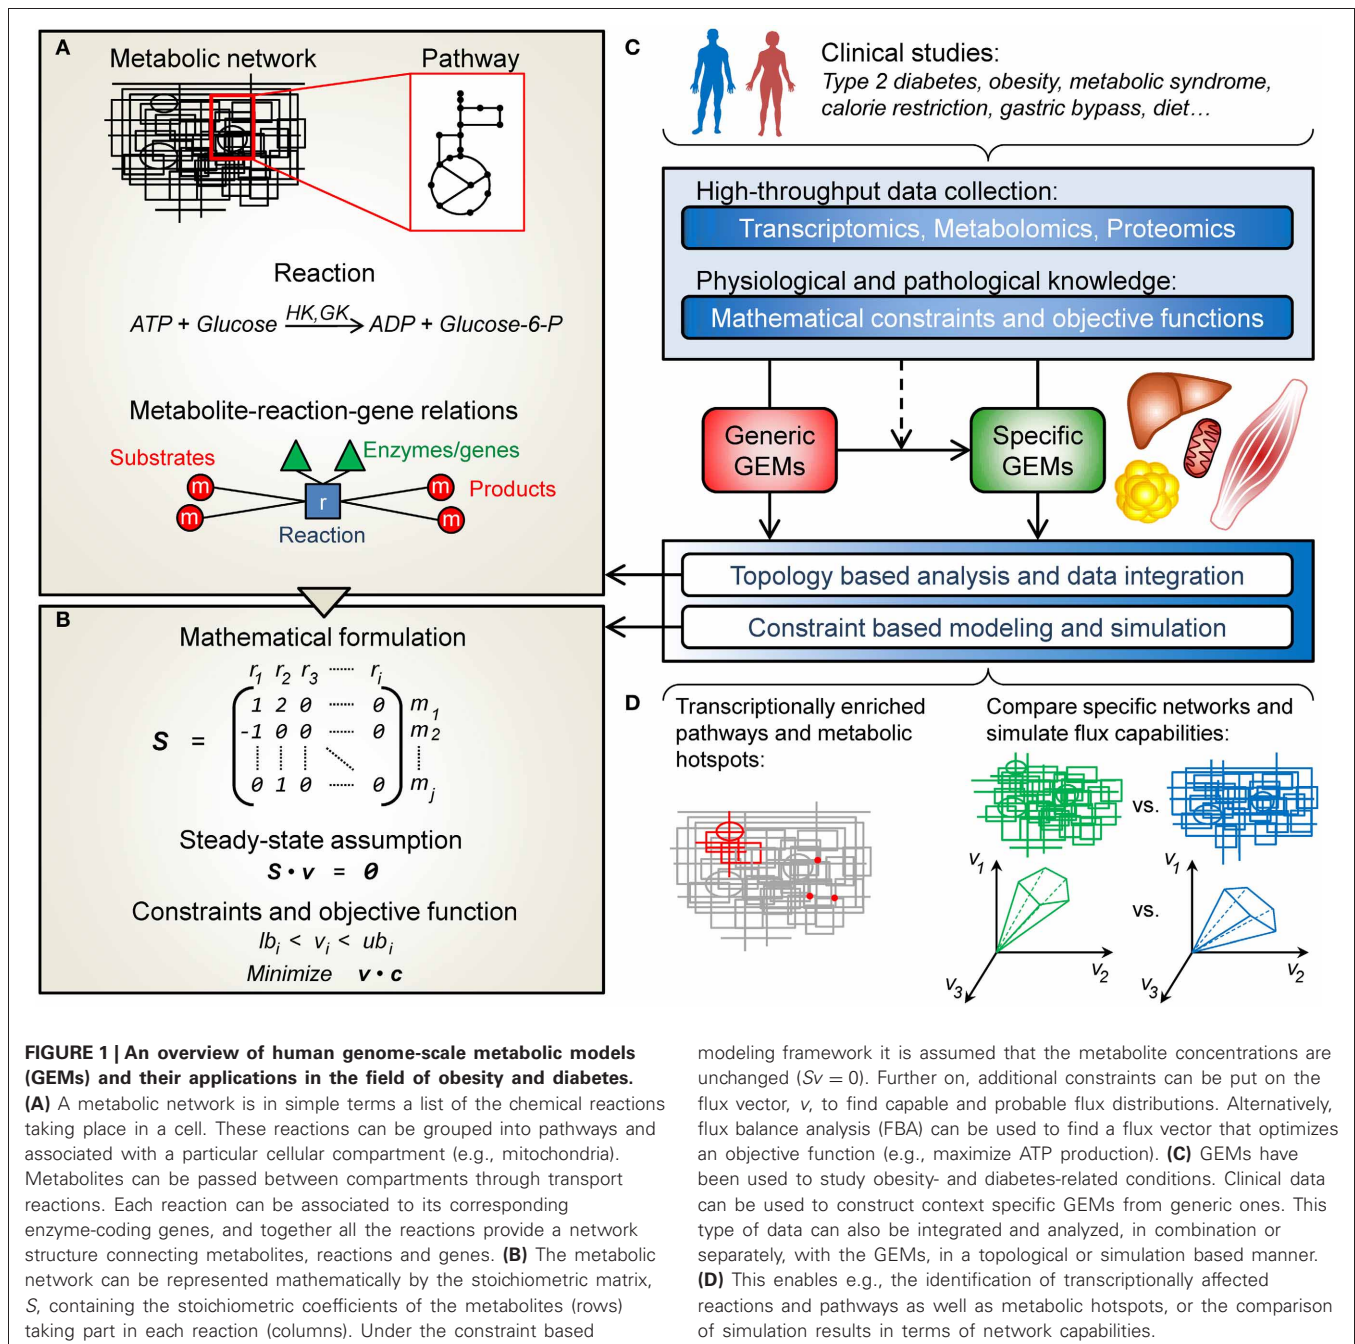 A
Metabolic network
Pathway
Reaction
ATP + Glucose HK,GK ADP + Glucose-6-P
Metabolite-reaction-gene relations
Substrates
Enzymes/genes
m
m
r
m
m
Products
Reaction
B
Mathematical formulation
r1 r2 r3 ······· ri
S =
1 2 0 ······· 0 m1
-1 0 0 ······· 0 m2
0 1 0 ······· 0 mj
Steady-state assumption
S • v = 0
Constraints and objective function
lbi < vi < ubi
Minimize v • c
C
Clinical studies:
Type 2 diabetes, obesity, metabolic syndrome,
calorie restriction, gastric bypass, diet...
High-throughput data collection:
Transcriptomics, Metabolomics, Proteomics
Physiological and pathological knowledge:
Mathematical constraints and objective functions
Generic
GEMs
Specific
GEMs
Topology based analysis and data integration
Constraint based modeling and simulation
D
Transcriptionally enriched
pathways and metabolic
hotspots:
Compare specific networks and
simulate flux capabilities:
vs.
v1
v2
v3
vs.
v1
v2
v3
FIGURE 1 | An overview of human genome-scale metabolic models
(GEMs) and their applications in the field of obesity and diabetes.
(A) A metabolic network is in simple terms a list of the chemical reactions
taking place in a cell. These reactions can be grouped into pathways and
associated with a particular cellular compartment (e.g., mitochondria).
Metabolites can be passed between compartments through transport
reactions. Each reaction can be associated to its corresponding
enzyme-coding genes, and together all the reactions provide a network
structure connecting metabolites, reactions and genes. (B) The metabolic
network can be represented mathematically by the stoichiometric matrix,
S, containing the stoichiometric coefficients of the metabolites (rows)
taking part in each reaction (columns). Under the constraint based
modeling framework it is assumed that the metabolite concentrations are
unchanged (Sv = 0). Further on, additional constraints can be put on the
flux vector, v, to find capable and probable flux distributions. Alternatively,
flux balance analysis (FBA) can be used to find a flux vector that optimizes
an objective function (e.g., maximize ATP production). (C) GEMs have
been used to study obesity- and diabetes-related conditions. Clinical data
can be used to construct context specific GEMs from generic ones. This
type of data can also be integrated and analyzed, in combination or
separately, with the GEMs, in a topological or simulation based manner.
(D) This enables e.g., the identification of transcriptionally affected
reactions and pathways as well as metabolic hotspots, or the comparison
of simulation results in terms of network capabilities.